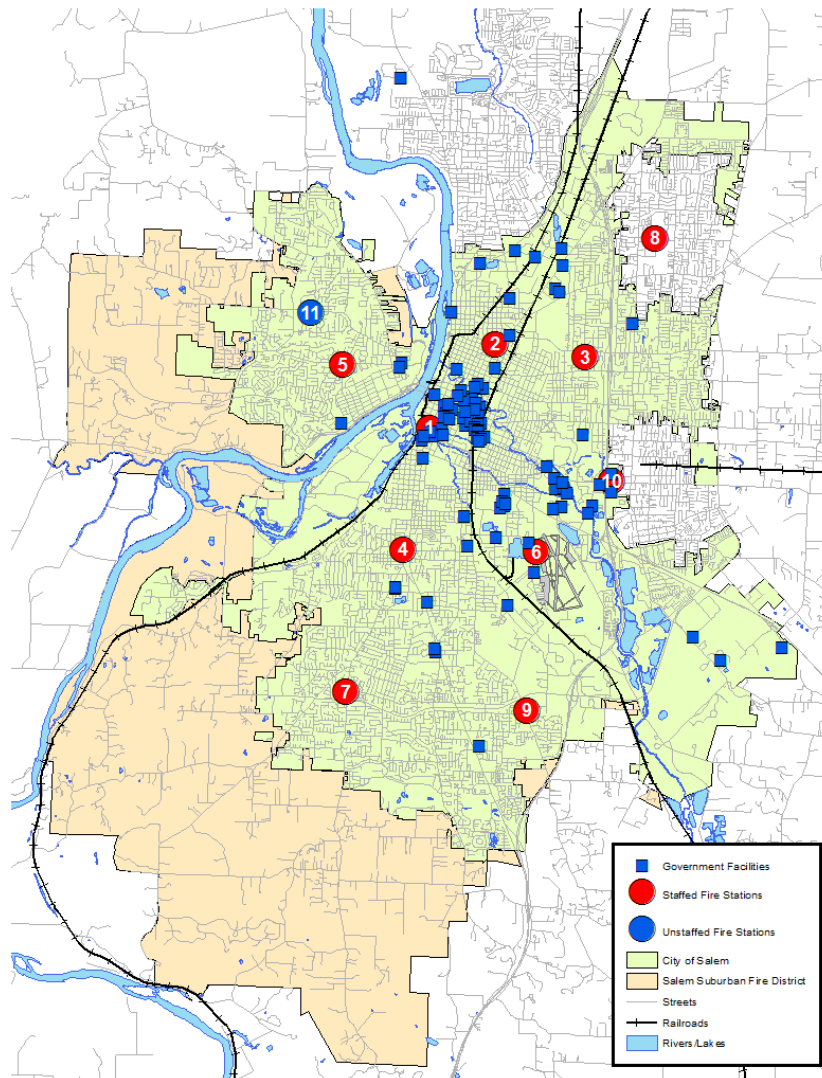 8
11
2
3
5
1
10
4
6
7
9
Government Facilities
Staffed Fire Stations
Unstaffed Fire Stations
City of Salem
Salem Suburban Fire District
Streets
Railroads
Rivers/Lakes